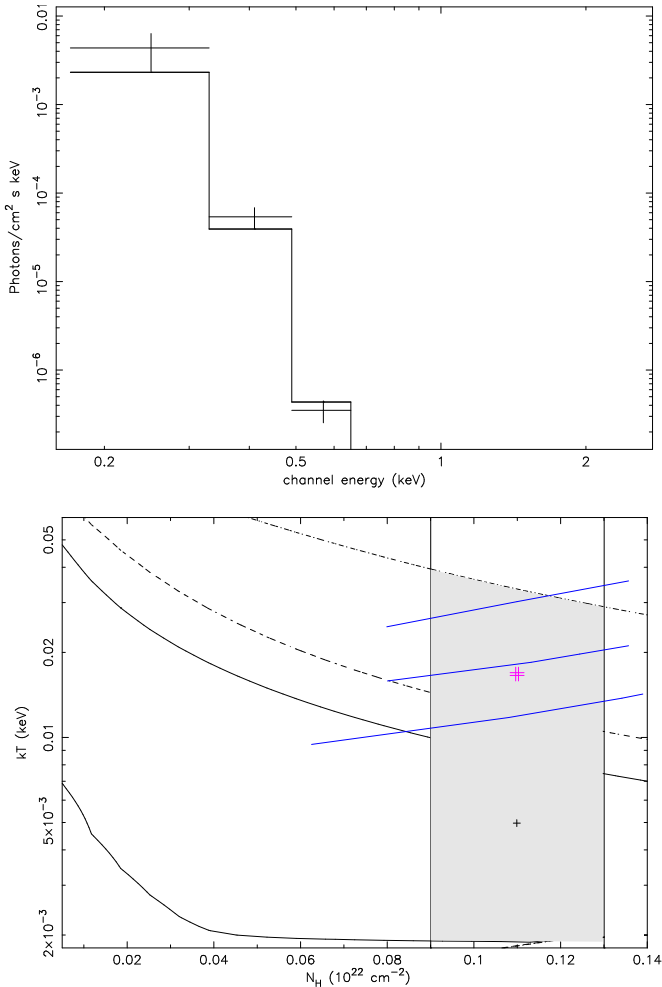 0.01
10⁻³
10⁻⁴
10⁻⁵
10⁻⁶
Photons/cm² s keV
0.2 0.5 1 2
channel energy (keV)
0.05
0.02
0.01
5×10⁻³
2×10⁻³
kT (keV)
0.02 0.04 0.06 0.08 0.1 0.12 0.14
N_H (10²² cm⁻²)